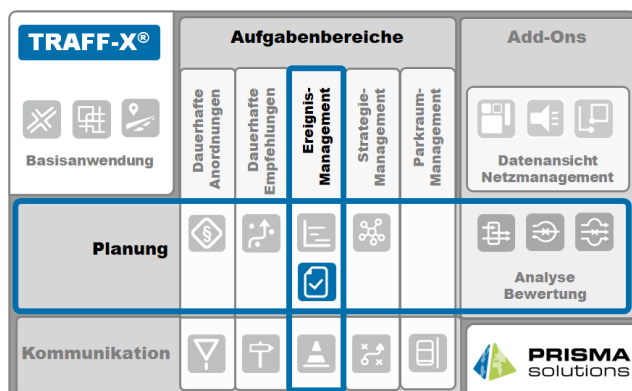 TRAFF-X®
Aufgabenbereiche
Add-Ons
Basisanwendung
Dauerhafte
Anordnungen
Dauerhafte
Empfehlungen
Ereignis-
Management
Strategie-
Management
Parkraum-
Management
Datenansicht
Netzmanagement
Planung
§
Analyse
Bewertung
Kommunikation
PRISMA
solutions